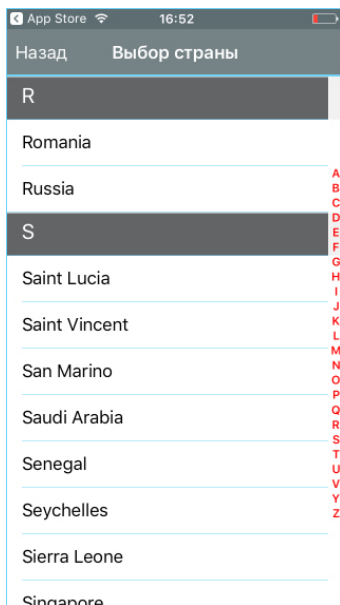 App Store 16:52
Назад Выбор страны
R
Romania
Russia
S
Saint Lucia
Saint Vincent
San Marino
Saudi Arabia
Senegal
Seychelles
Sierra Leone
Singapore
A
B
C
D
E
F
G
H
I
J
K
L
M
N
O
P
Q
R
S
T
U
V
Y
Z